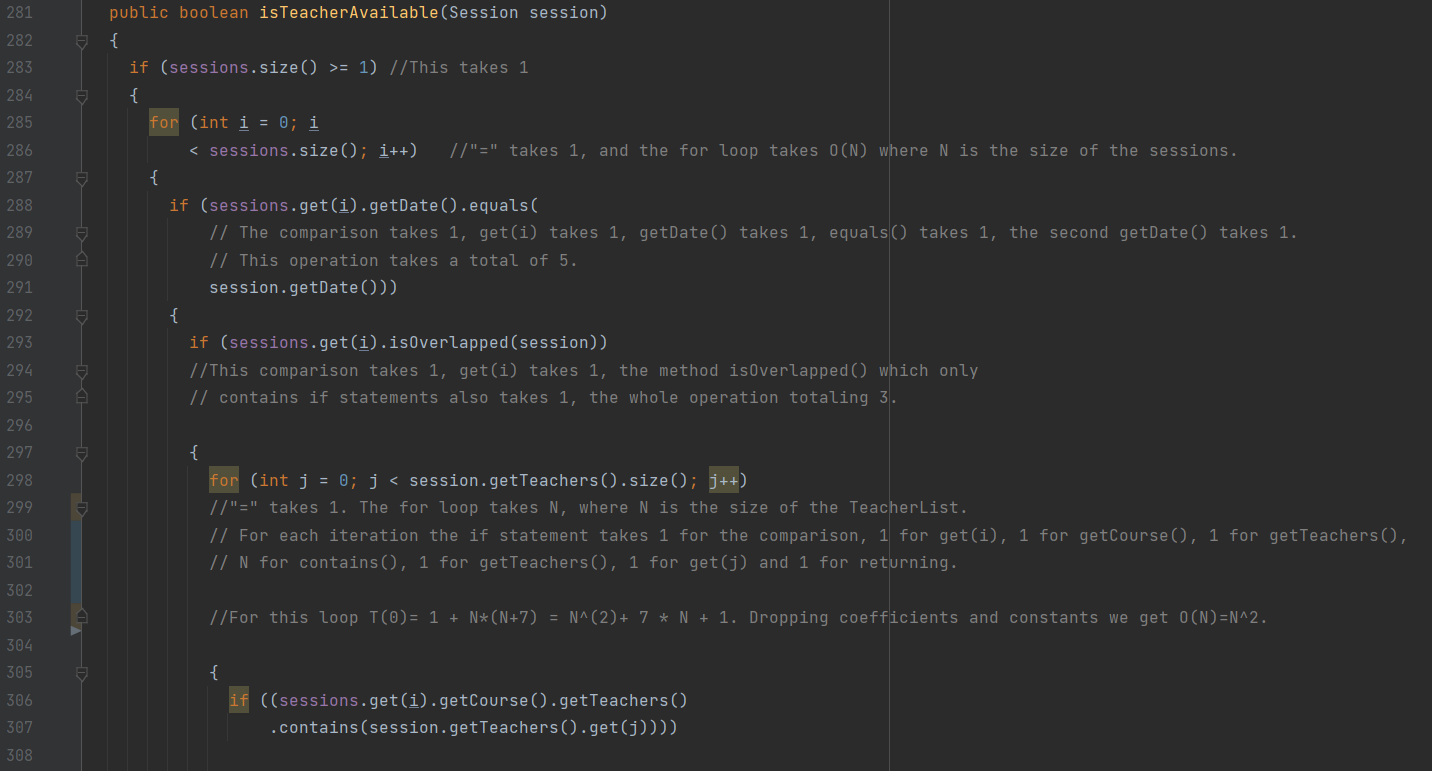 281 public boolean isTeacherAvailable(Session session)
282 {
283 if (sessions.size() >= 1) //This takes 1
284 {
285 for (int i = 0; i
286 < sessions.size(); i++) //"=" takes 1, and the for loop takes O(N) where N is the size of the sessions.
287 {
288 if (sessions.get(i).getDate().equals(
289 // The comparison takes 1, get(i) takes 1, getDate() takes 1, equals() takes 1, the second getDate() takes 1.
290 // This operation takes a total of 5.
291 session.getDate()))
292 {
293 if (sessions.get(i).isOverlapped(session))
294 //This comparison takes 1, get(i) takes 1, the method isOverlapped() which only
295 // contains if statements also takes 1, the whole operation totaling 3.
296
297 {
298 for (int j = 0; j < session.getTeachers().size(); j++)
299 //"=" takes 1. The for loop takes N, where N is the size of the TeacherList.
300 // For each iteration the if statement takes 1 for the comparison, 1 for get(i), 1 for getCourse(), 1 for getTeachers(),
301 // N for contains(), 1 for getTeachers(), 1 for get(j) and 1 for returning.
302
303 //For this loop T(0)= 1 + N*(N+7) = N^(2)+ 7 * N + 1. Dropping coefficients and constants we get O(N)=N^2.
304
305 {
306 if ((sessions.get(i).getCourse().getTeachers()
307 .contains(session.getTeachers().get(j))))
308